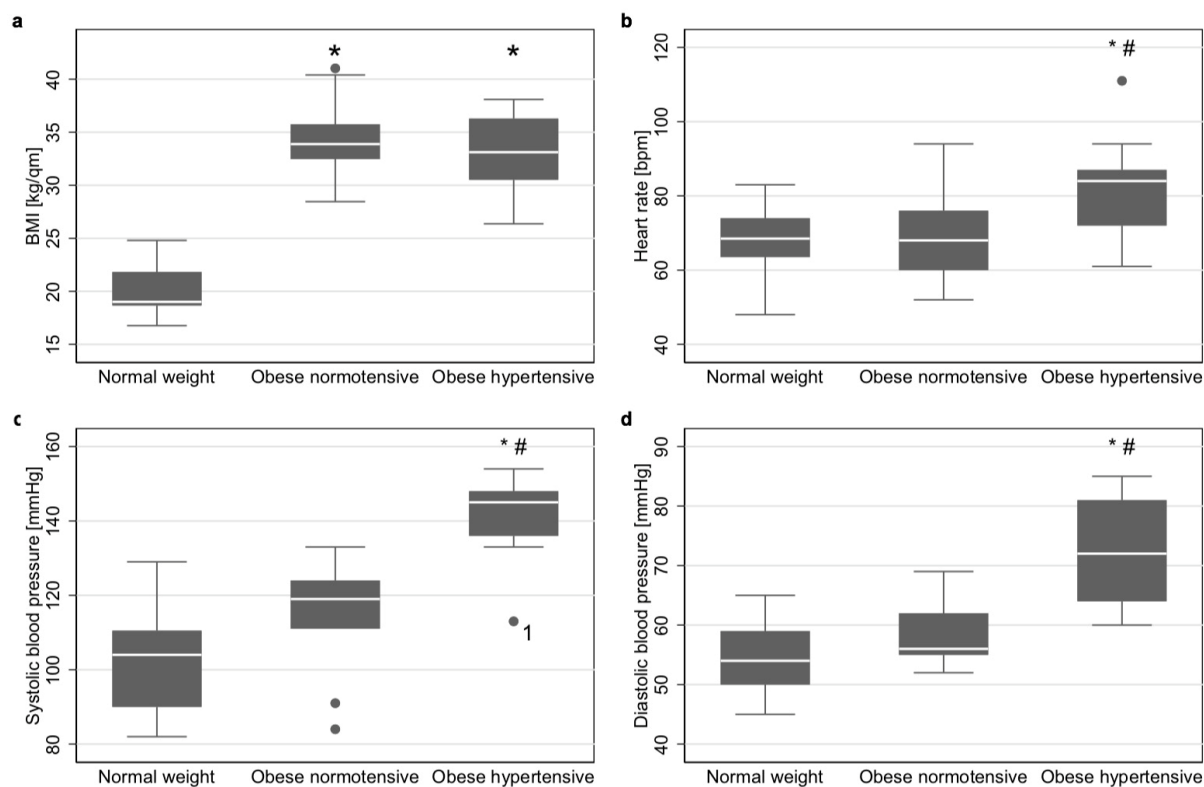 a
* *
BMI [kg/qm]
40
35
30
25
20
15
Normal weight Obese normotensive Obese hypertensive
b
* #
Heart rate [bpm]
120
100
80
60
40
Normal weight Obese normotensive Obese hypertensive
c
* #
Systolic blood pressure [mmHg]
160
140
120
100
80
1
Normal weight Obese normotensive Obese hypertensive
d
* #
Diastolic blood pressure [mmHg]
90
80
70
60
50
40
Normal weight Obese normotensive Obese hypertensive